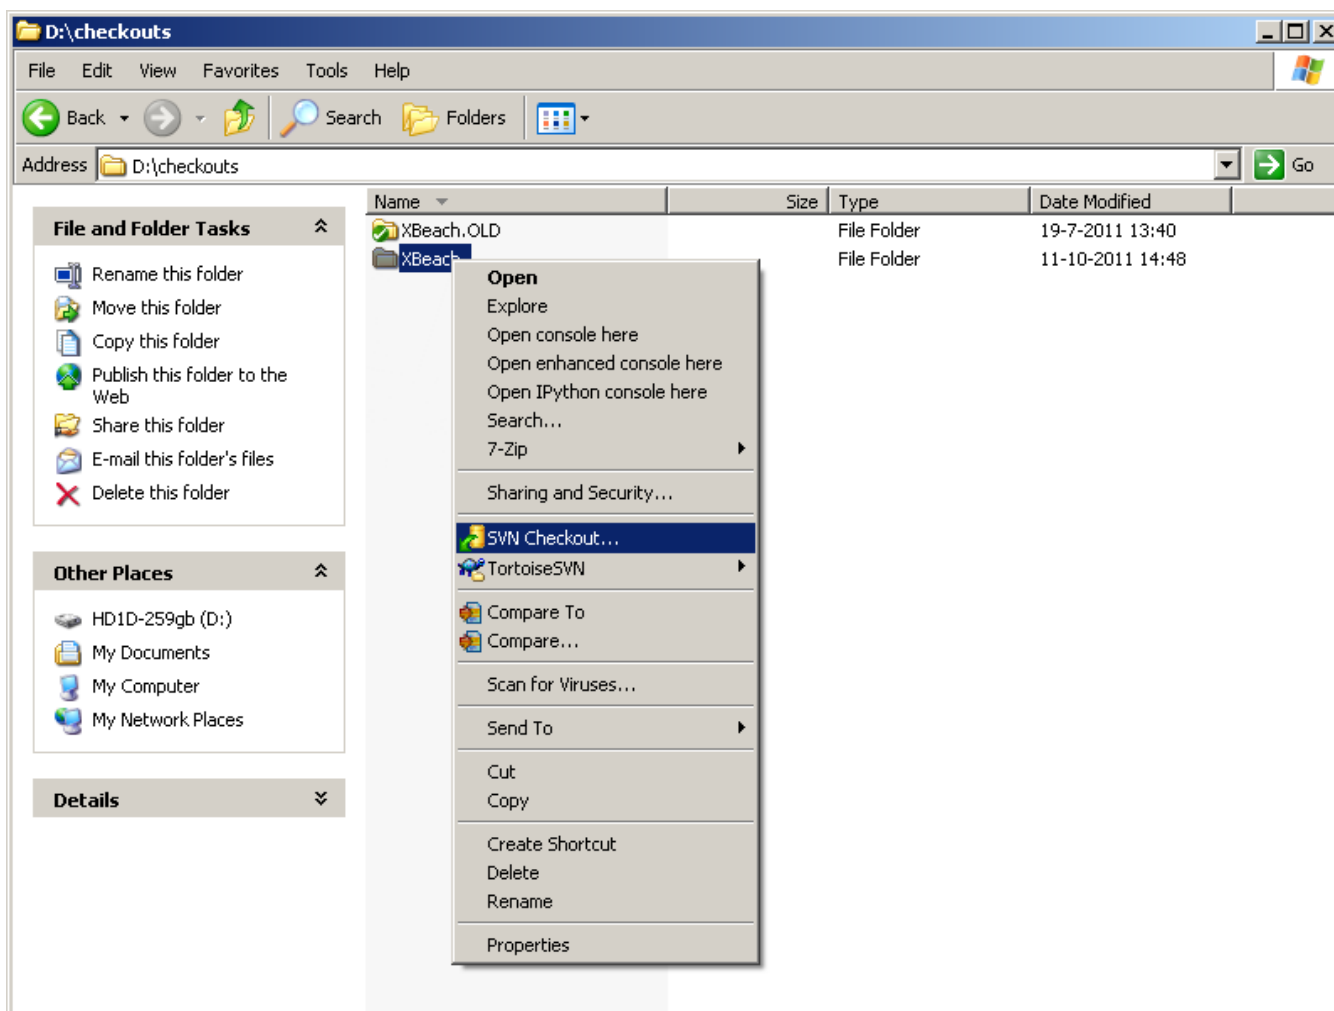 D:\checkouts
File Edit View Favorites Tools Help
Back Search Folders
Address D:\checkouts Go
Name Size Type Date Modified
XBeach.OLD File Folder 19-7-2011 13:40
XBeach File Folder 11-10-2011 14:48
File and Folder Tasks
Rename this folder
Move this folder
Copy this folder
Publish this folder to the
Web
Share this folder
E-mail this folder's files
Delete this folder
Other Places
HD1D-259gb (D:)
My Documents
My Computer
My Network Places
Details
Open
Explore
Open console here
Open enhanced console here
Open IPython console here
Search...
7-Zip
Sharing and Security...
SVN Checkout...
TortoiseSVN
Compare To
Compare...
Scan for Viruses...
Send To
Cut
Copy
Create Shortcut
Delete
Rename
Properties